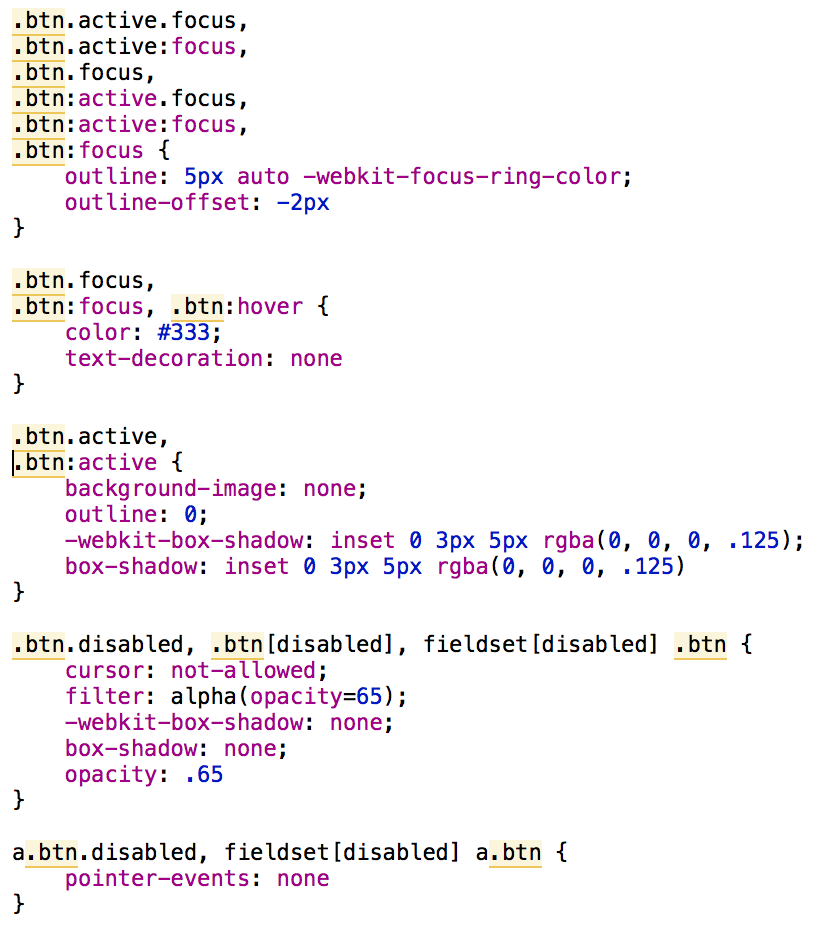 .btn.active.focus,
.btn.active:focus,
.btn.focus,
.btn:active.focus,
.btn:active:focus,
.btn:focus {
    outline: 5px auto -webkit-focus-ring-color;
    outline-offset: -2px
}

.btn.focus,
.btn:focus, .btn:hover {
    color: #333;
    text-decoration: none
}

.btn.active,
.btn:active {
    background-image: none;
    outline: 0;
    -webkit-box-shadow: inset 0 3px 5px rgba(0, 0, 0, .125);
    box-shadow: inset 0 3px 5px rgba(0, 0, 0, .125)
}

.btn.disabled, .btn[disabled], fieldset[disabled] .btn {
    cursor: not-allowed;
    filter: alpha(opacity=65);
    -webkit-box-shadow: none;
    box-shadow: none;
    opacity: .65
}

a.btn.disabled, fieldset[disabled] a.btn {
    pointer-events: none
}